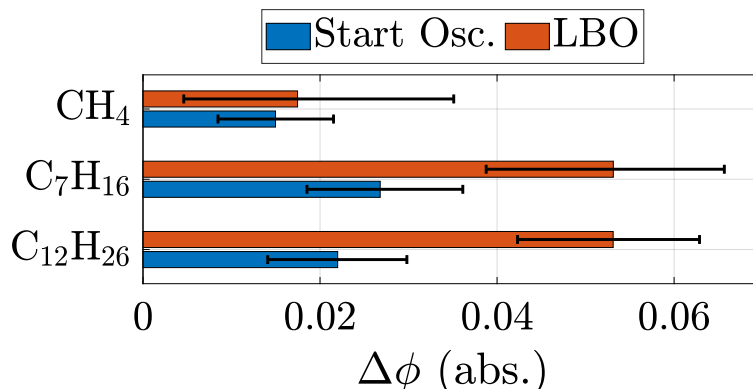 Start Osc. LBO
CH₄
C₇H₁₆
C₁₂H₂₆
0 0.02 0.04 0.06
Δϕ (abs.)